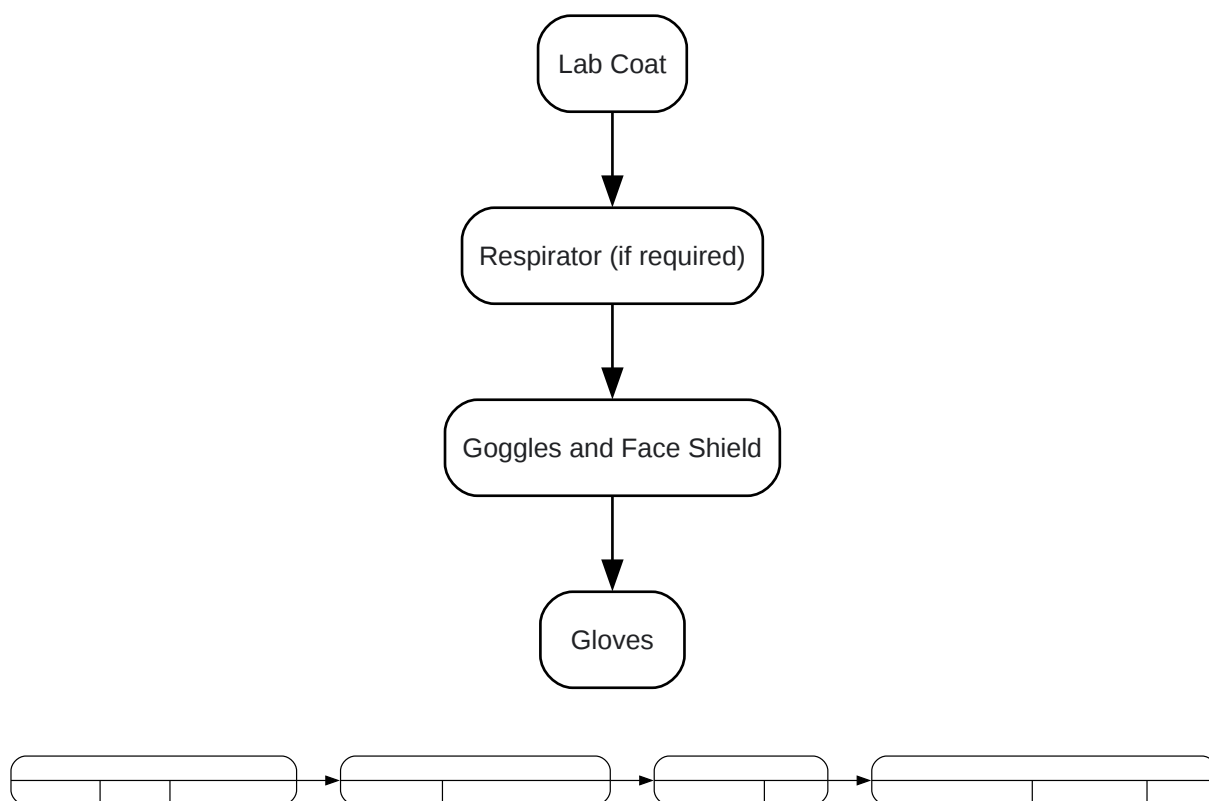 Lab Coat
Respirator (if required)
Goggles and Face Shield
Gloves